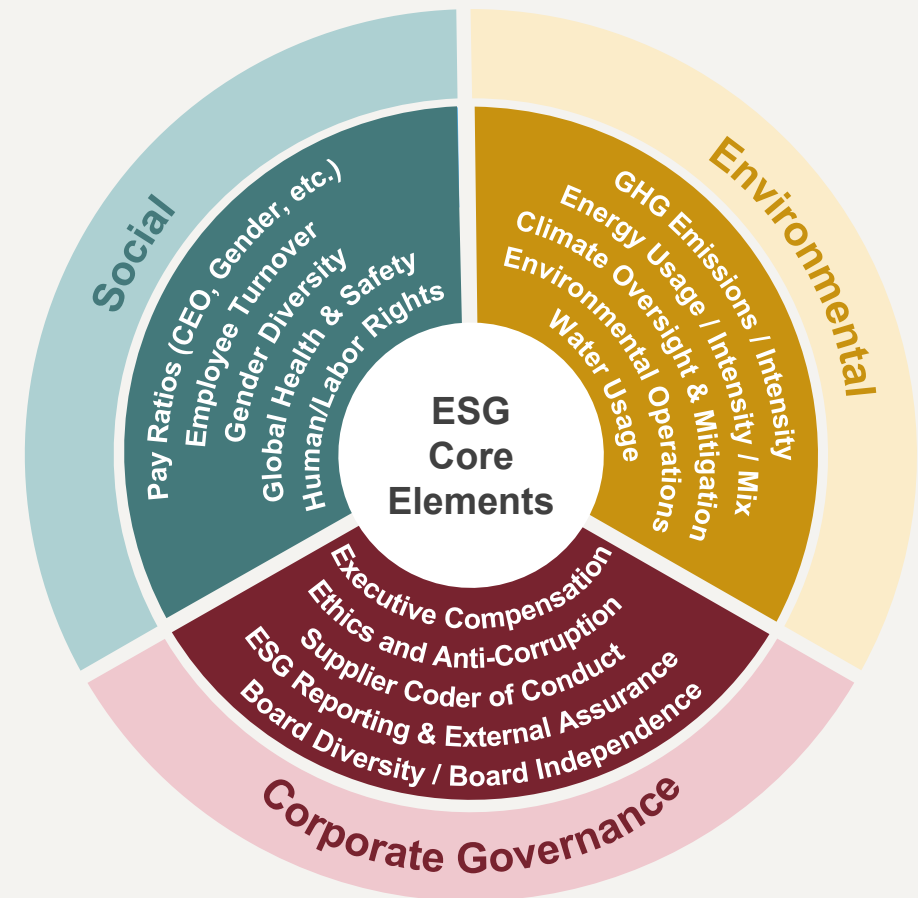 ESG
Core
Elements
Social
Pay Ratios (CEO, Gender, etc.)
Employee Turnover
Gender Diversity
Global Health & Safety
Human/Labor Rights
Environmental
GHG Emissions / Intensity
Energy Usage / Intensity / Mix
Climate Oversight & Mitigation
Environmental Operations
Water Usage
Executive Compensation
Ethics and Anti-Corruption
Supplier Coder of Conduct
ESG Reporting & External Assurance
Board Diversity / Board Independence
Corporate Governance